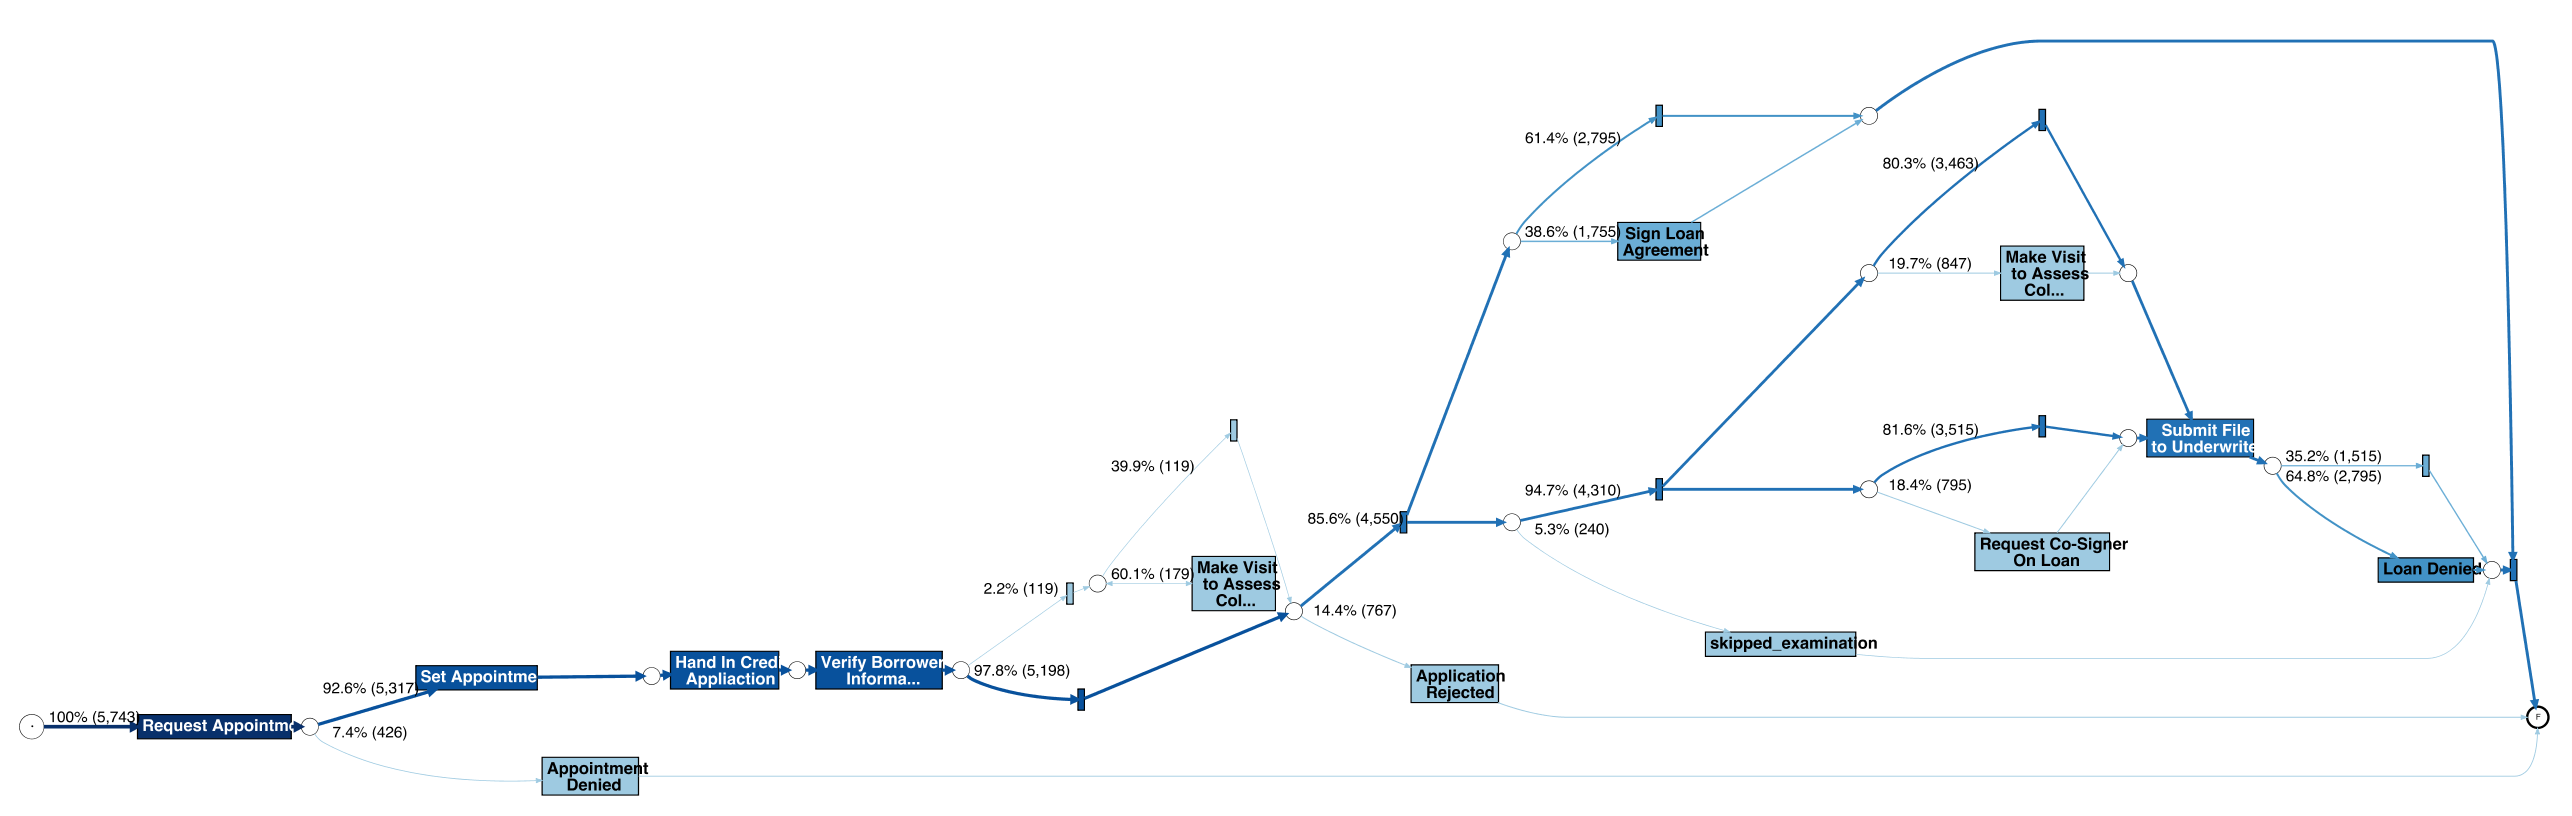 100% (5,743)
Request Appointme
92.6% (5,317)
7.4% (426)
Set Appointme
Appointment
Denied
Hand In Cred
Appliaction
Verify Borrower
Informa...
2.2% (119)
97.8% (5,198)
39.9% (119)
60.1% (179)
Make Visit
to Assess
Col...
85.6% (4,550)
14.4% (767)
Application
Rejected
61.4% (2,795)
38.6% (1,755)
Sign Loan
Agreement
94.7% (4,310)
5.3% (240)
skipped_examination
80.3% (3,463)
19.7% (847)
Make Visit
to Assess
Col...
81.6% (3,515)
18.4% (795)
Request Co-Signer
On Loan
Submit File
to Underwrite
35.2% (1,515)
64.8% (2,795)
Loan Denied
F